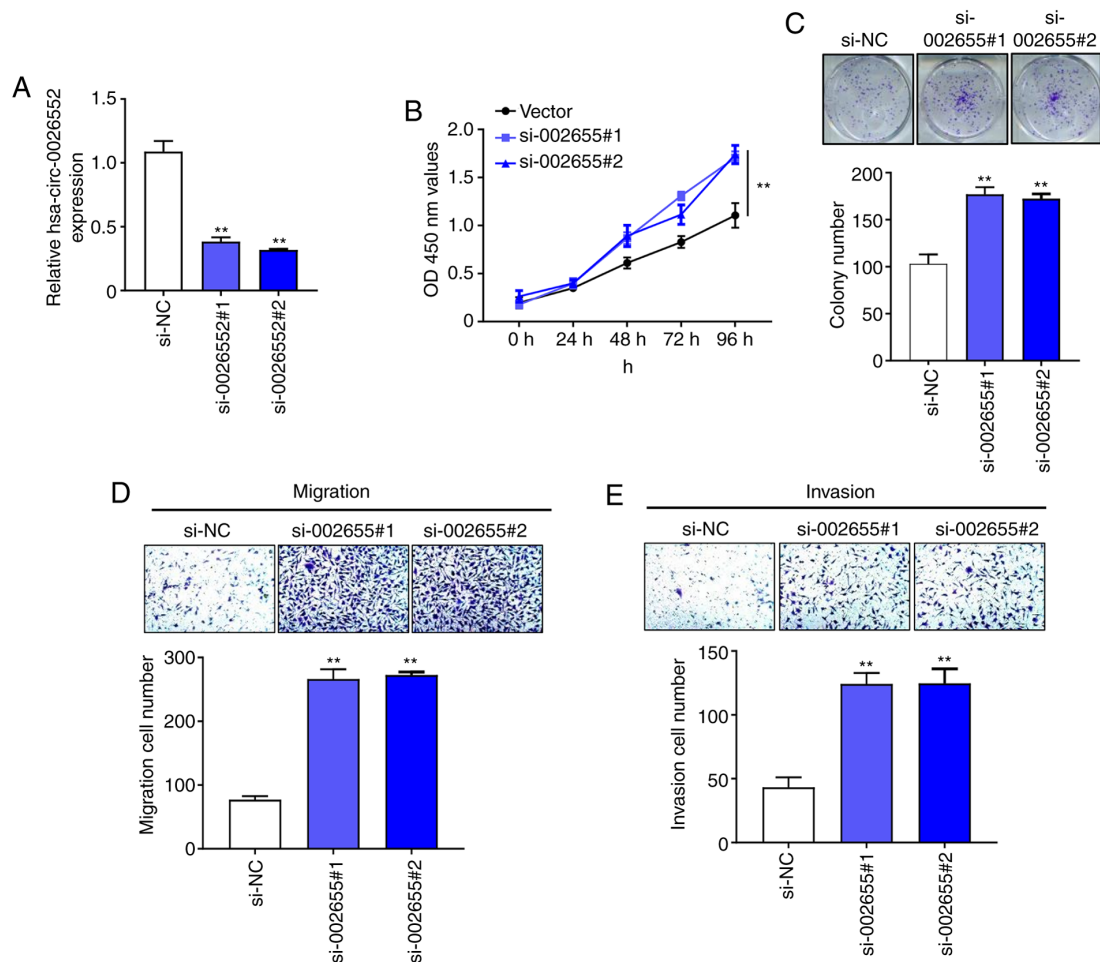 A
Relative hsa-circ-0026552
expression
1.5
1.0
0.5
0
**
**
si-NC
si-0026552#1
si-0026552#2
B
Vector
si-002655#1
si-002655#2
OD 450 nm values
2.0
1.5
1.0
0.5
0
**
0 h
24 h
48 h
72 h
96 h
h
C
si-NC
si-
002655#1
si-
002655#2
Colony number
200
150
100
50
0
**
**
si-NC
si-002655#1
si-002655#2
D
Migration
si-NC
si-002655#1
si-002655#2
Migration cell number
300
200
100
0
**
**
si-NC
si-002655#1
si-002655#2
E
Invasion
si-NC
si-002655#1
si-002655#2
Invasion cell number
150
100
50
0
**
**
si-NC
si-002655#1
si-002655#2